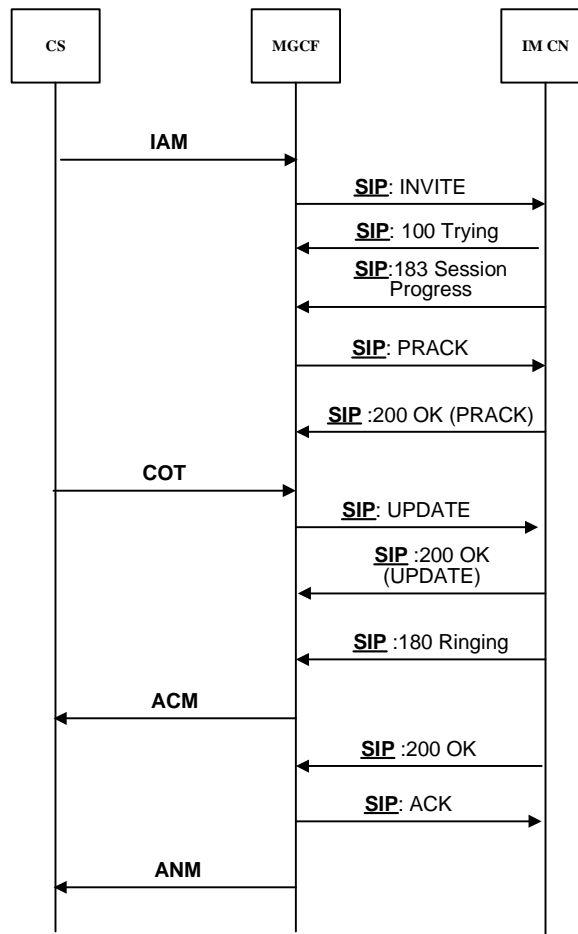 CS
MGCF
IM CN
IAM
SIP: INVITE
SIP: 100 Trying
SIP:183 Session
Progress
SIP: PRACK
SIP :200 OK (PRACK)
COT
SIP: UPDATE
SIP :200 OK
(UPDATE)
SIP :180 Ringing
ACM
SIP :200 OK
SIP: ACK
ANM